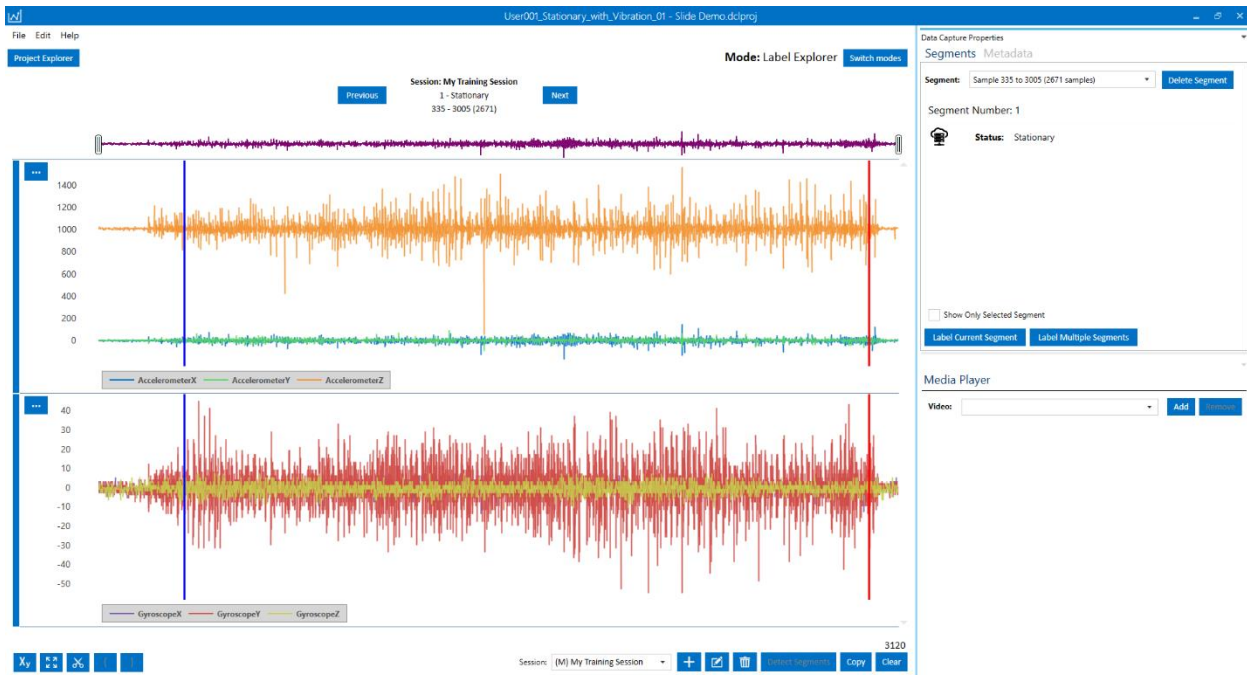 User001_Stationary_with_Vibration_01 - Slide Demo.dclproj
File Edit Help
Project Explorer
Mode: Label Explorer
Switch modes
Session: My Training Session
Previous
1 - Stationary
Next
335 - 3005 (2671)
...
1400
1200
1000
800
600
400
200
0
AccelerometerX AccelerometerY AccelerometerZ
...
40
30
20
10
0
-10
-20
-30
-40
-50
GyroscopeX GyroscopeY GyroscopeZ
3120
Xy
{ }
Session: (M) My Training Session
Detect Segments
Copy
Clear
Data Capture Properties
Segments Metadata
Segment: Sample 335 to 3005 (2671 samples)
Delete Segment
Segment Number: 1
Status: Stationary
Show Only Selected Segment
Label Current Segment
Label Multiple Segments
Media Player
Video:
Add
Remove